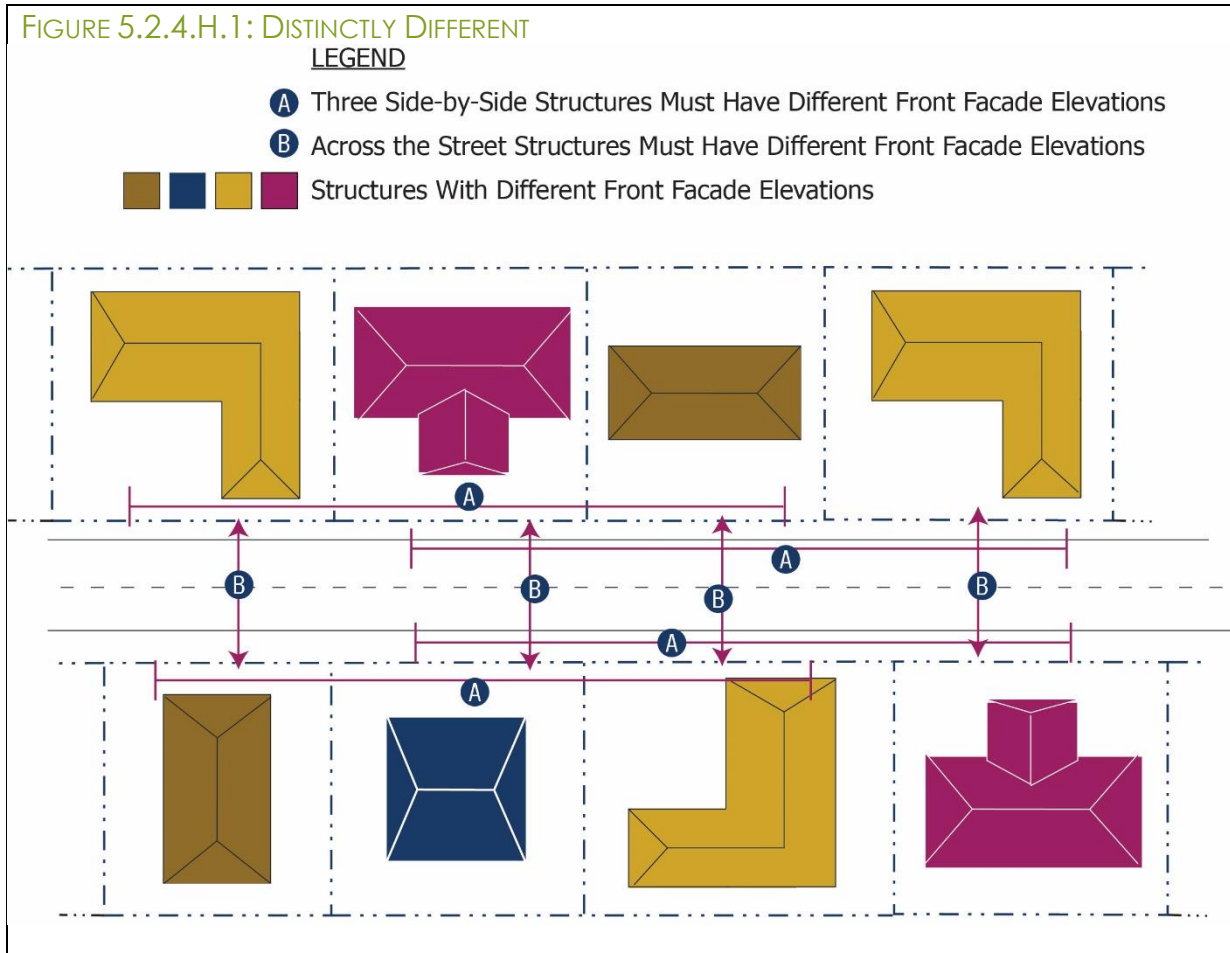 FIGURE 5.2.4.H.1: DISTINCTLY DIFFERENT
LEGEND
A Three Side-by-Side Structures Must Have Different Front Facade Elevations
B Across the Street Structures Must Have Different Front Facade Elevations
Structures With Different Front Facade Elevations
A
A
B
B
B
B
A
A